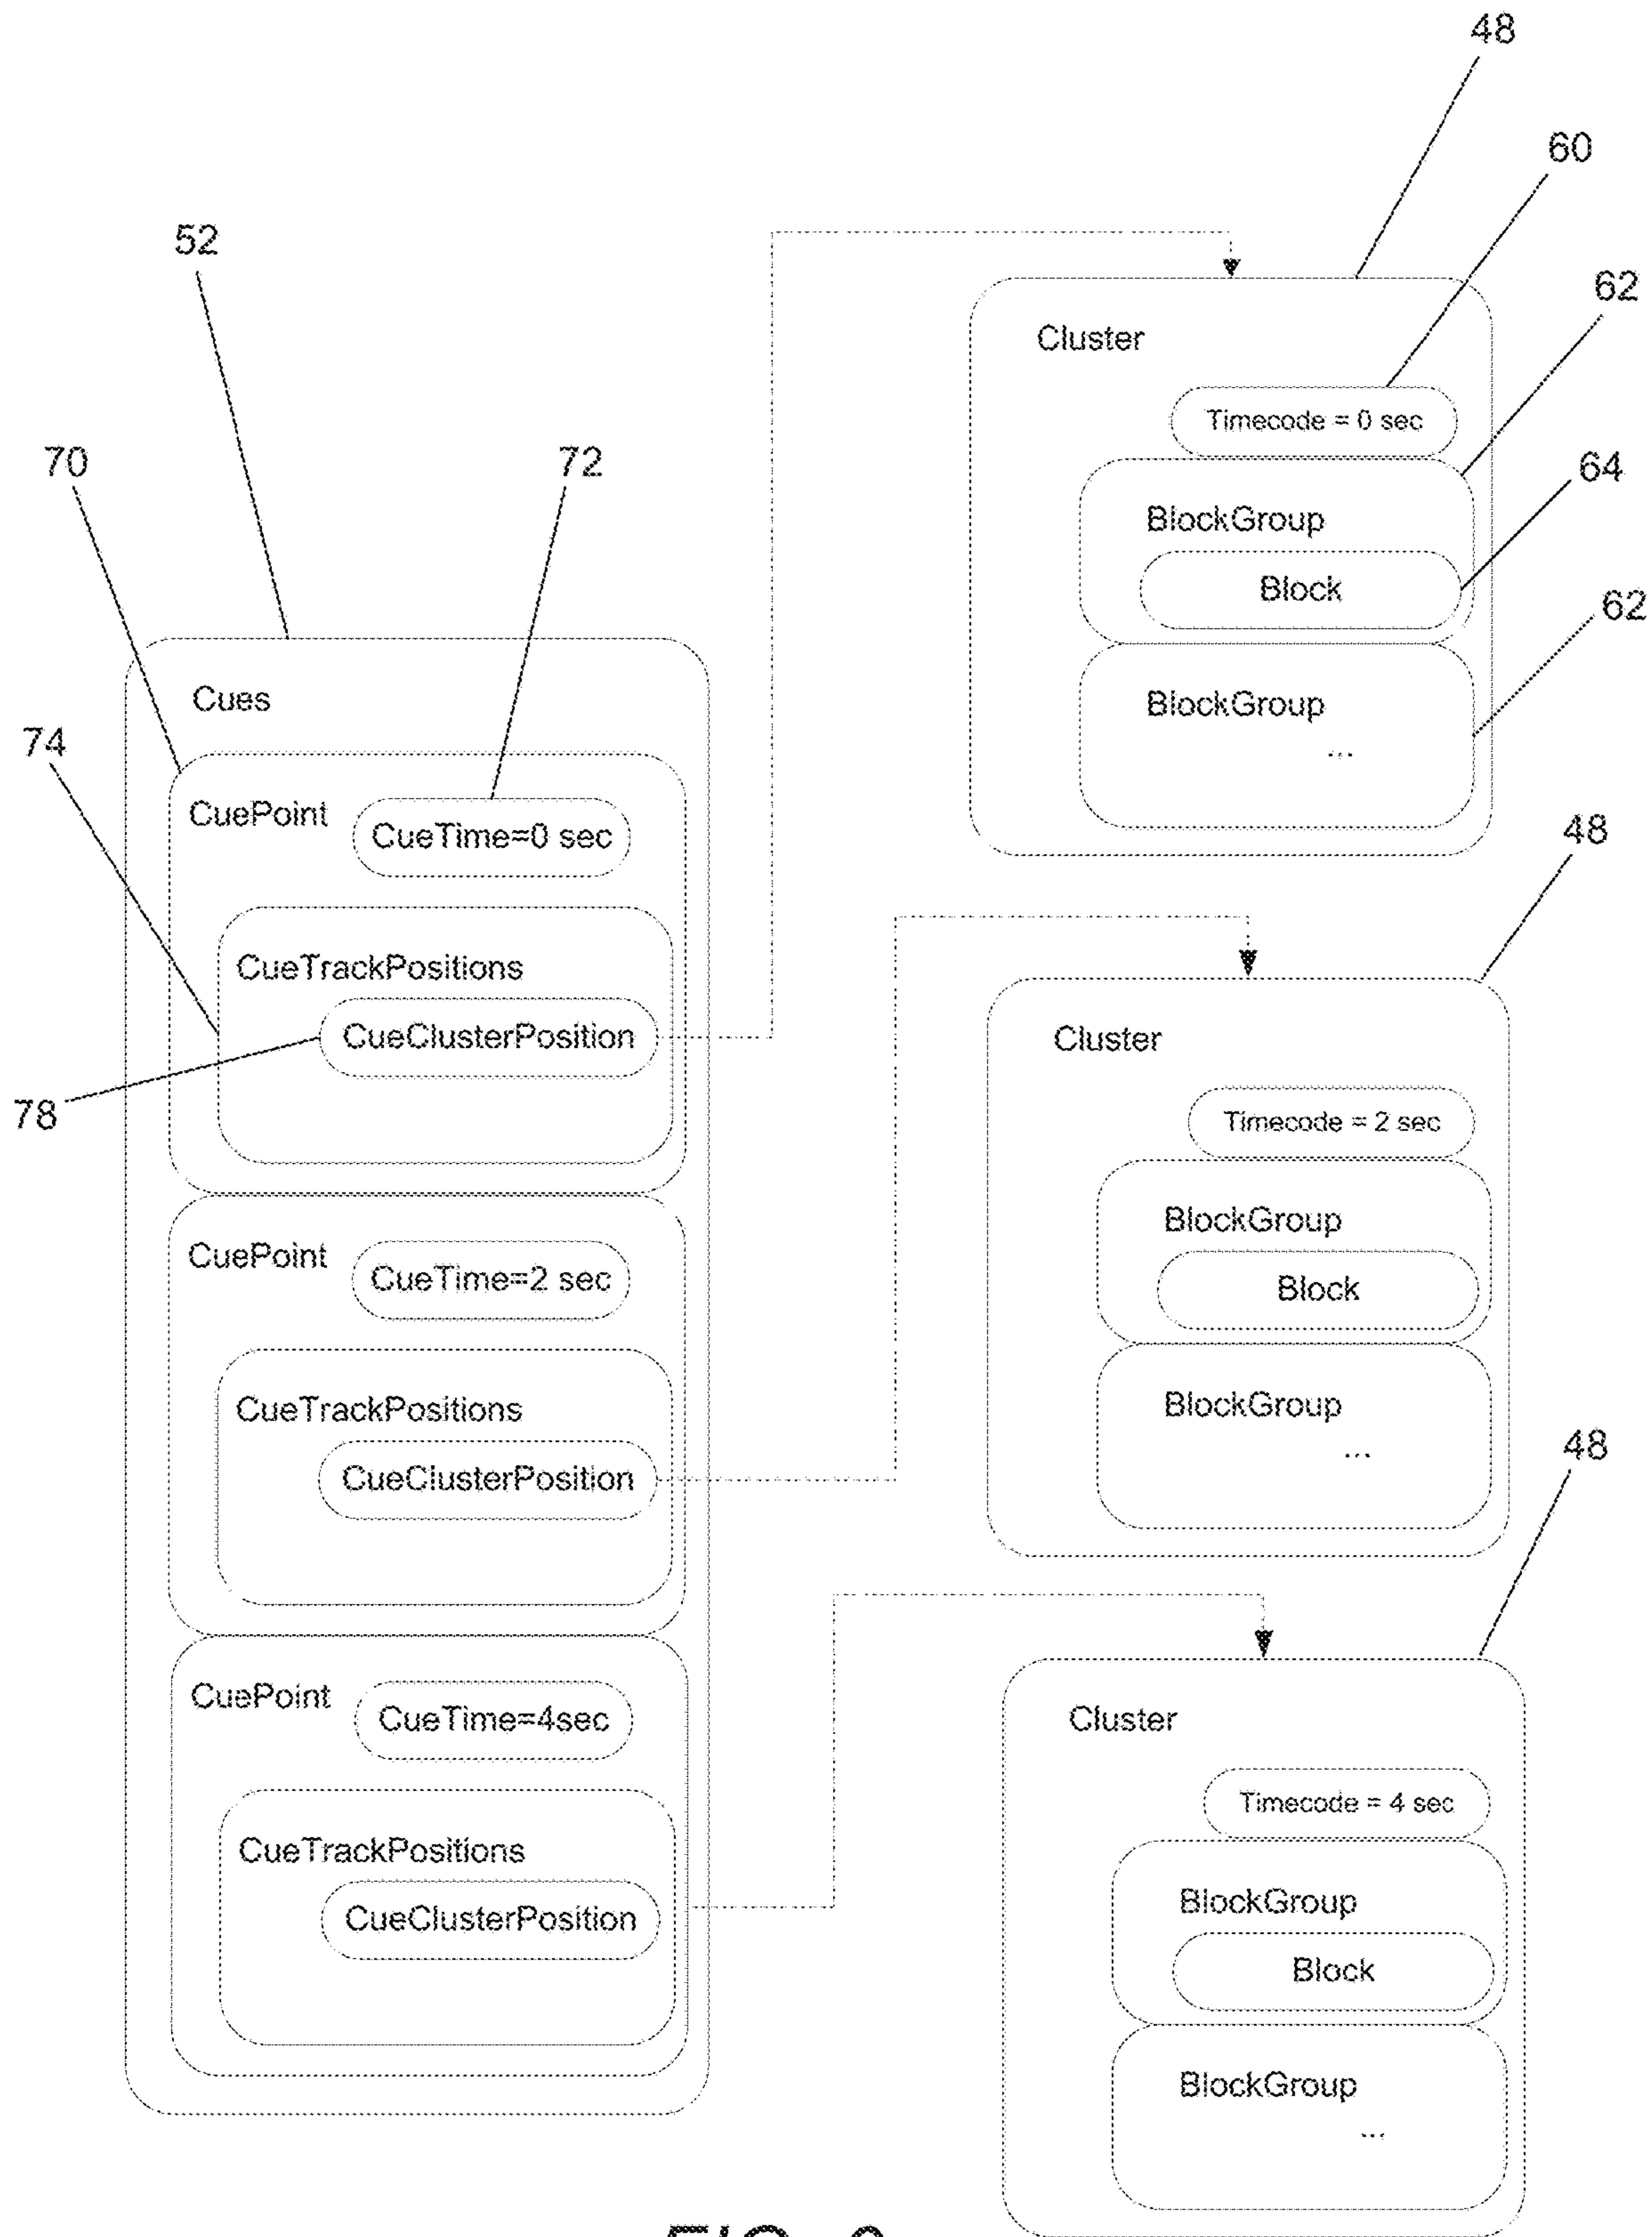 48
60
52
62
Cluster
Timecode = 0 sec
70
72
64
BlockGroup
Block
62
Cues
BlockGroup
...
74
CuePoint
CueTime=0 sec
48
CueTrackPositions
CueClusterPosition
Cluster
78
Timecode = 2 sec
BlockGroup
CuePoint
CueTime=2 sec
Block
CueTrackPositions
BlockGroup
...
48
CueClusterPosition
CuePoint
CueTime=4sec
Cluster
Timecode = 4 sec
CueTrackPositions
BlockGroup
CueClusterPosition
Block
BlockGroup
...